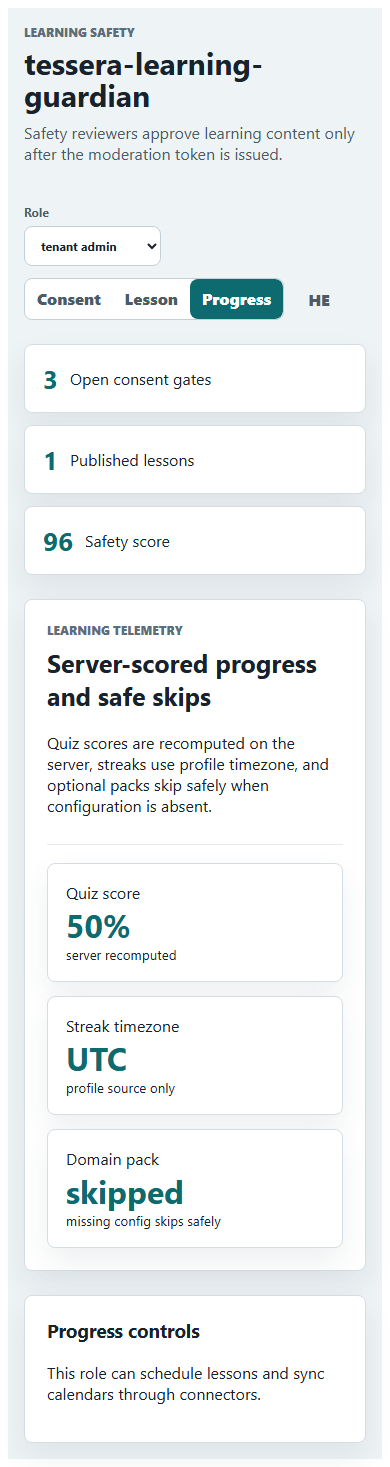 LEARNING SAFETY
tessera-learning-
guardian
Safety reviewers approve learning content only
after the moderation token is issued.
Role
tenant admin
Consent Lesson Progress HE
3 Open consent gates
1 Published lessons
96 Safety score
LEARNING TELEMETRY
Server-scored progress
and safe skips
Quiz scores are recomputed on the
server, streaks use profile timezone, and
optional packs skip safely when
configuration is absent.
Quiz score
50%
server recomputed
Streak timezone
UTC
profile source only
Domain pack
skipped
missing config skips safely
Progress controls
This role can schedule lessons and sync
calendars through connectors.